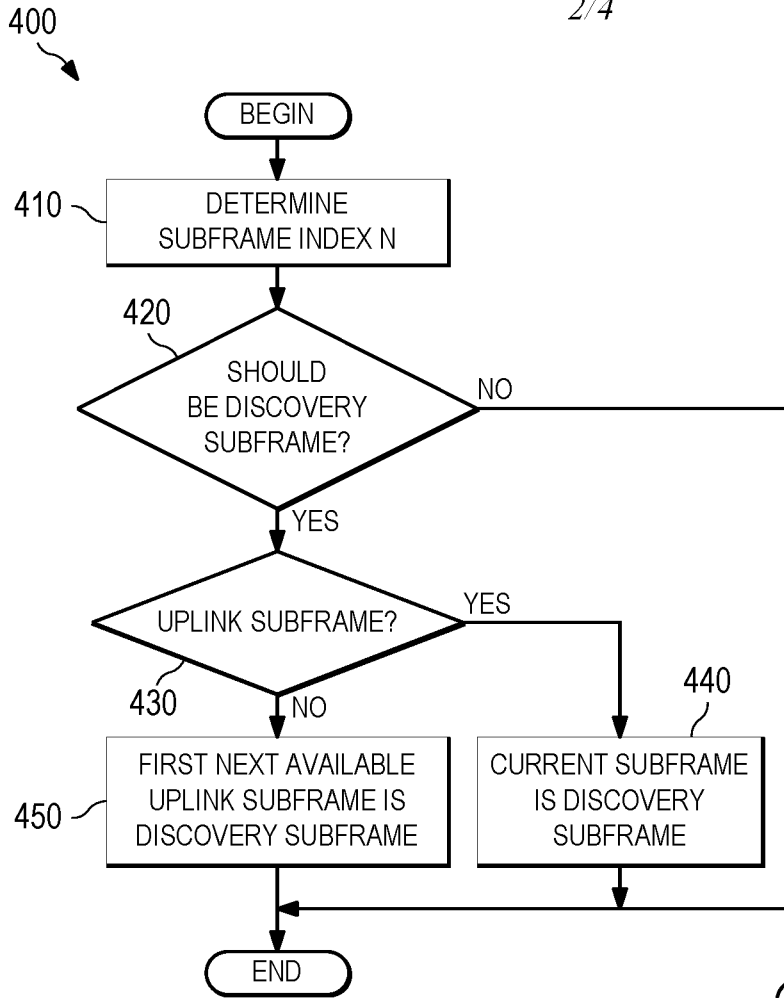 2/4
400
BEGIN
410
DETERMINE
SUBFRAME INDEX N
420
SHOULD
BE DISCOVERY
SUBFRAME?
NO
YES
UPLINK SUBFRAME?
YES
430
NO
440
450
FIRST NEXT AVAILABLE
UPLINK SUBFRAME IS
DISCOVERY SUBFRAME
CURRENT SUBFRAME
IS DISCOVERY
SUBFRAME
END